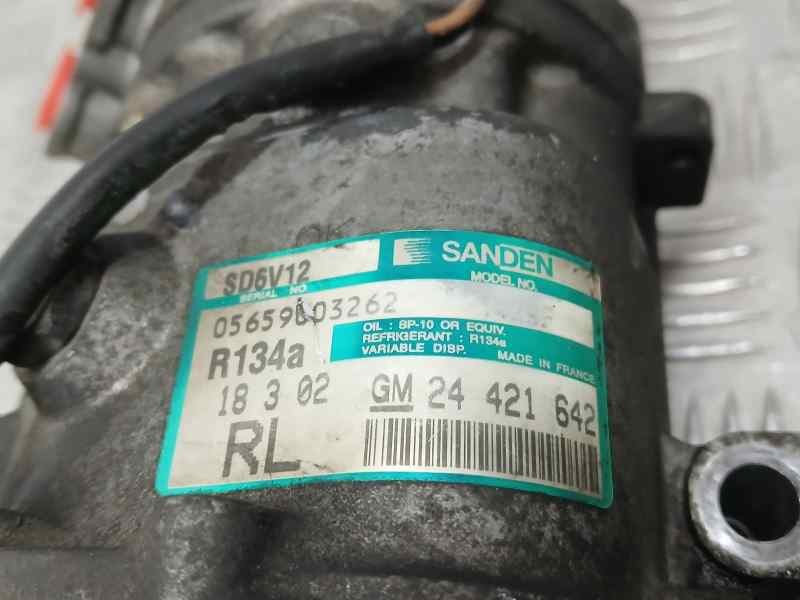 OK
SD6V12
SANDEN
SERIAL NO
MODEL NO.
R134a
OIL : SP-10 OR EQUIV.
REFRIGERANT : R134a
VARIABLE DISP.
MADE IN FRANCE
18 3 02
GM 24 421 642
RL